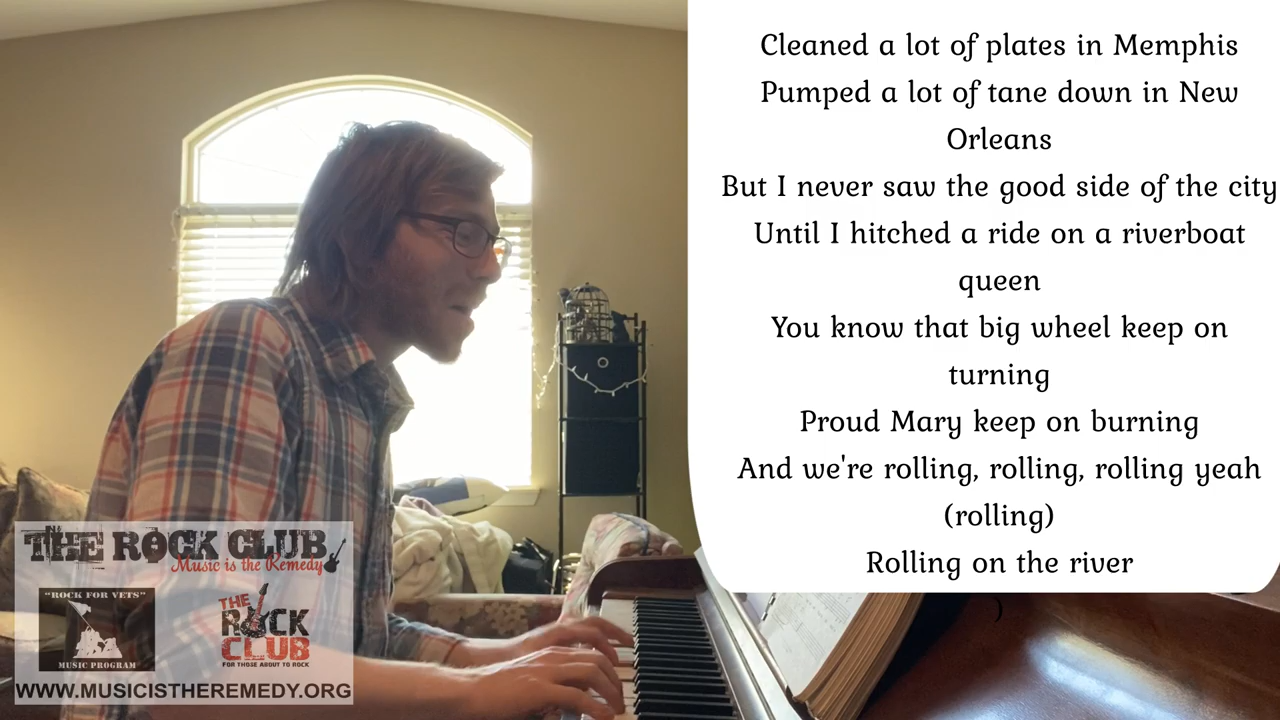 Cleaned a lot of plates in Memphis
Pumped a lot of tane down in New
Orleans
But I never saw the good side of the city
Until I hitched a ride on a riverboat
queen
You know that big wheel keep on
turning
Proud Mary keep on burning
And we're rolling, rolling, rolling yeah
(rolling)
Rolling on the river
)
THE ROCK CLUB
Music is the Remedy
"ROCK FOR VETS"
MUSIC PROGRAM
THE
ROCK
CLUB
FOR THOSE ABOUT TO ROCK
WWW.MUSICISTHEREMEDY.ORG